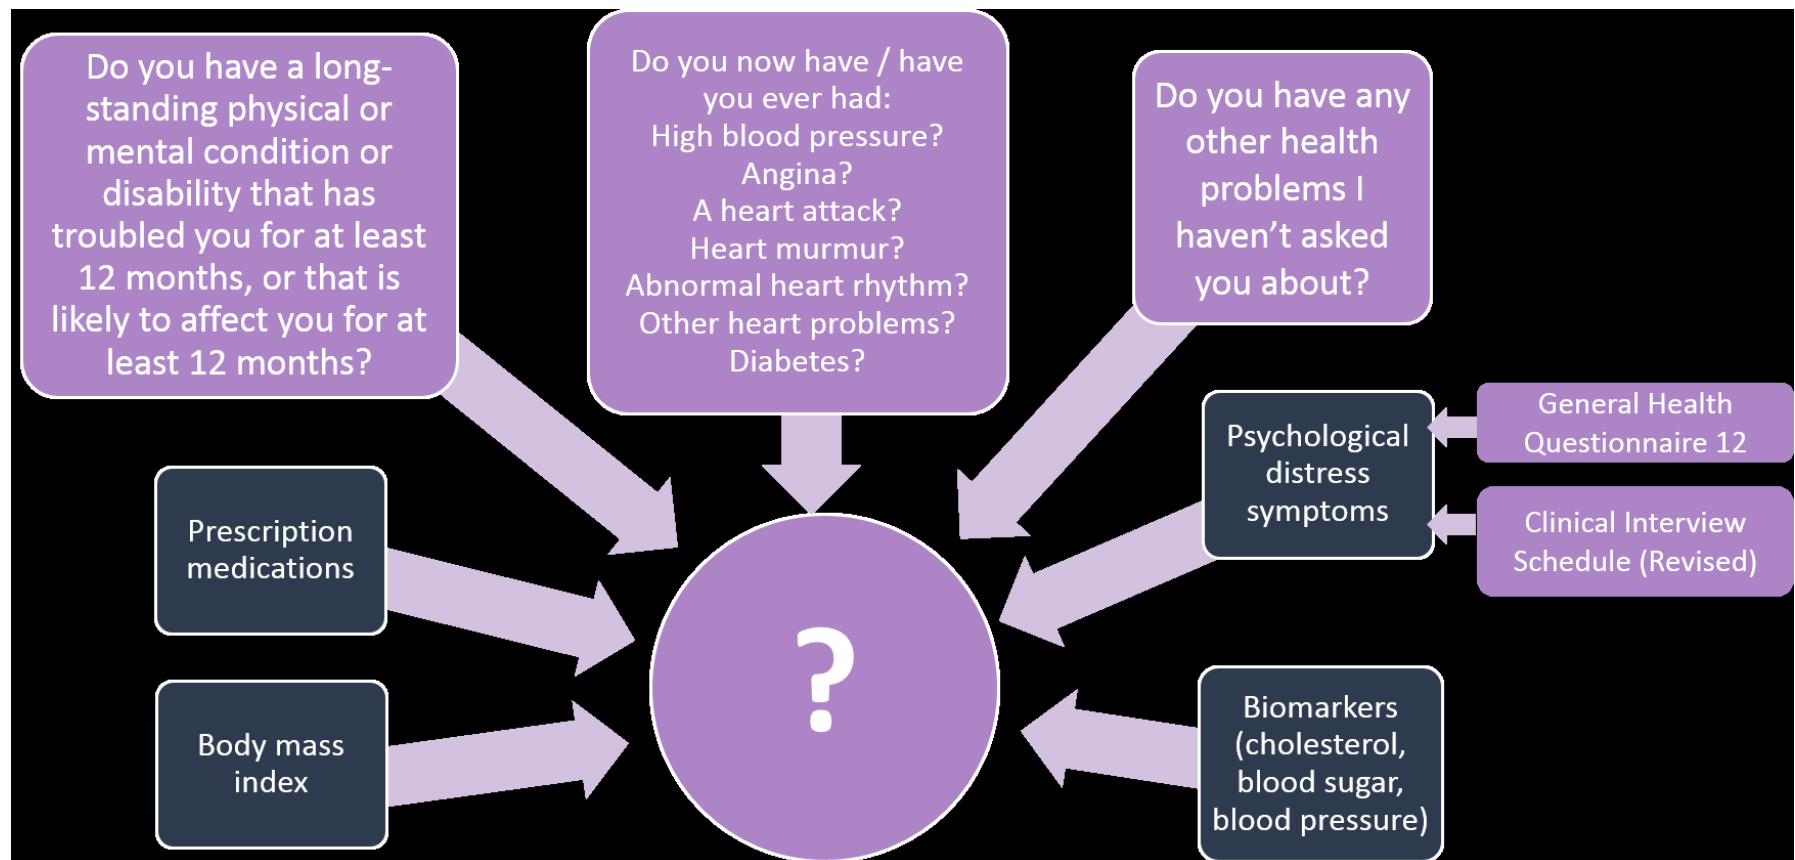 Do you have a long-
standing physical or
mental condition or
disability that has
troubled you for at least
12 months, or that is
likely to affect you for at
least 12 months?
Do you now have / have
you ever had:
High blood pressure?
Angina?
A heart attack?
Heart murmur?
Abnormal heart rhythm?
Other heart problems?
Diabetes?
Do you have any
other health
problems I
haven’t asked
you about?
Prescription
medications
Body mass
index
?
Psychological
distress
symptoms
General Health
Questionnaire 12
Clinical Interview
Schedule (Revised)
Biomarkers
(cholesterol,
blood sugar,
blood pressure)